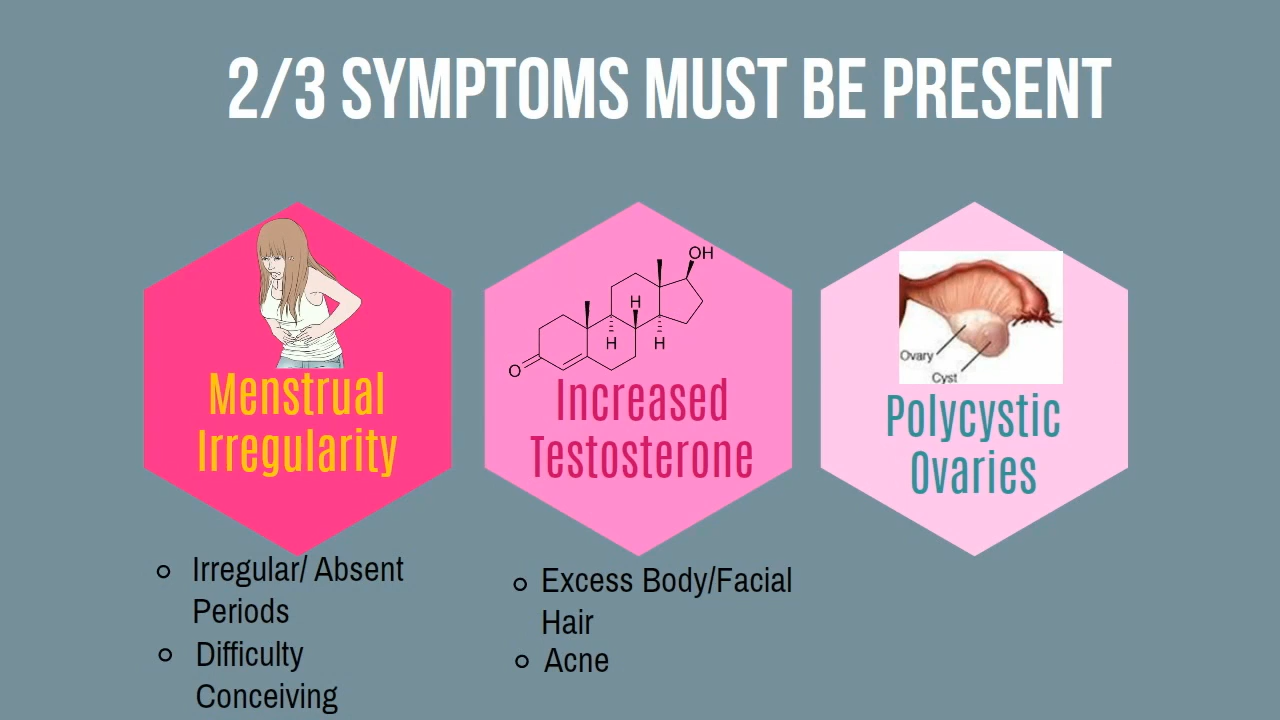 2/3 SYMPTOMS MUST BE PRESENT
OH
H
H
H
O
Ovary
Cyst
Menstrual
Irregularity
Increased
Testosterone
Polycystic
Ovaries
Irregular/ Absent
Periods
Difficulty
Conceiving
Excess Body/Facial
Hair
Acne